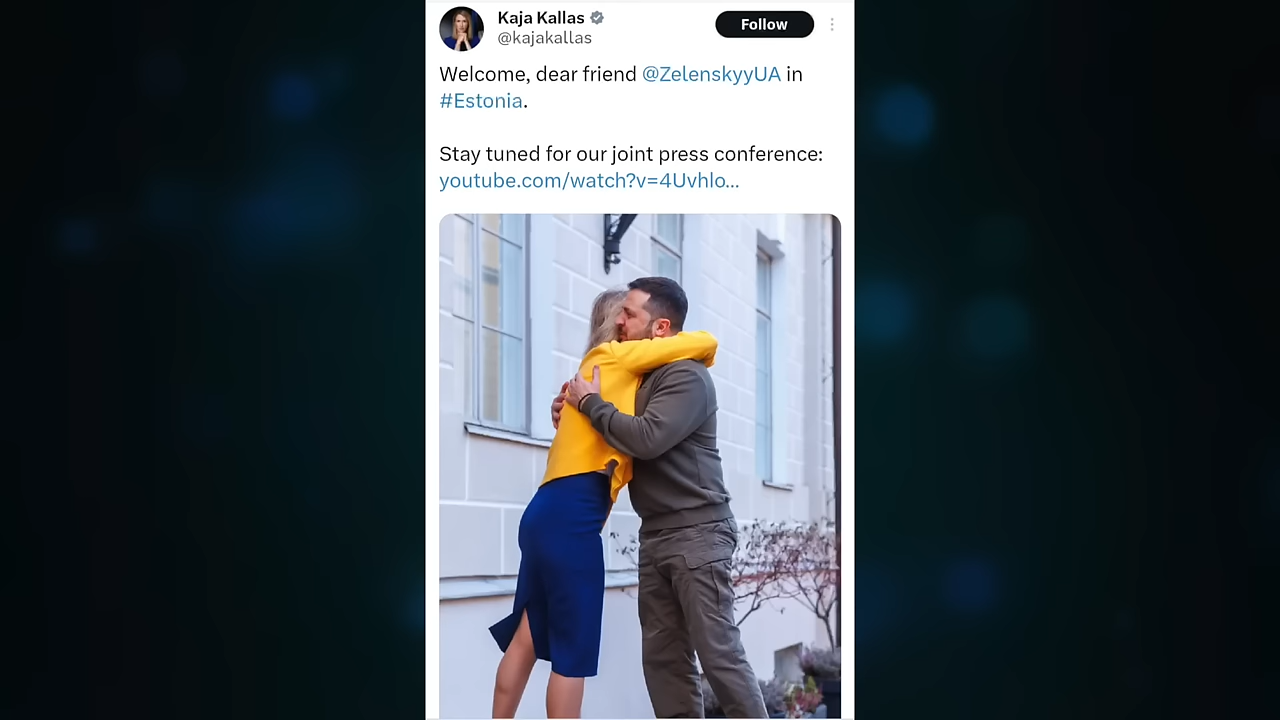 Kaja Kallas
@kajakallas
Follow
Welcome, dear friend @ZelenskyyUA in
#Estonia.
Stay tuned for our joint press conference:
youtube.com/watch?v=4Uvhlo...